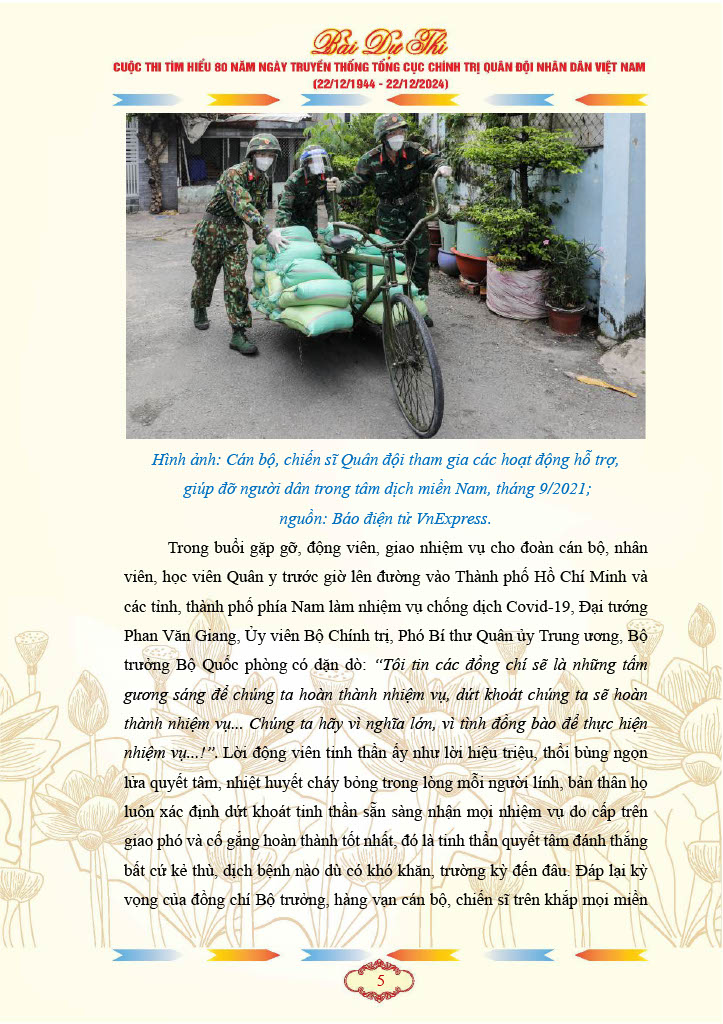 Bài Dự Thi
CUỘC THI TÌM HIỂU 80 NĂM NGÀY TRUYỀN THỐNG TỔNG CỤC CHÍNH TRỊ QUÂN ĐỘI NHÂN DÂN VIỆT NAM
(22/12/1944 - 22/12/2024)
Hình ảnh: Cán bộ, chiến sĩ Quân đội tham gia các hoạt động hỗ trợ,
giúp đỡ người dân trong tâm dịch miền Nam, tháng 9/2021;
nguồn: Báo điện tử VnExpress.
Trong buổi gặp gỡ, động viên, giao nhiệm vụ cho đoàn cán bộ, nhân
viên, học viên Quân y trước giờ lên đường vào Thành phố Hồ Chí Minh và
các tỉnh, thành phố phía Nam làm nhiệm vụ chống dịch Covid-19, Đại tướng
Phan Văn Giang, Ủy viên Bộ Chính trị, Phó Bí thư Quân ủy Trung ương, Bộ
trưởng Bộ Quốc phòng có dặn dò: “Tôi tin các đồng chí sẽ là những tấm
gương sáng để chúng ta hoàn thành nhiệm vụ, dứt khoát chúng ta sẽ hoàn
thành nhiệm vụ... Chúng ta hãy vì nghĩa lớn, vì tình đồng bào để thực hiện
nhiệm vụ...!”. Lời động viên tinh thần ấy như lời hiệu triệu, thổi bùng ngọn
lửa quyết tâm, nhiệt huyết cháy bỏng trong lòng mỗi người lính, bản thân họ
luôn xác định dứt khoát tinh thần sẵn sàng nhận mọi nhiệm vụ do cấp trên
giao phó và cố gắng hoàn thành tốt nhất, đó là tinh thần quyết tâm đánh thắng
bất cứ kẻ thù, dịch bệnh nào dù có khó khăn, trường kỳ đến đâu. Đáp lại kỳ
vọng của đồng chí Bộ trưởng, hàng vạn cán bộ, chiến sĩ trên khắp mọi miền
5